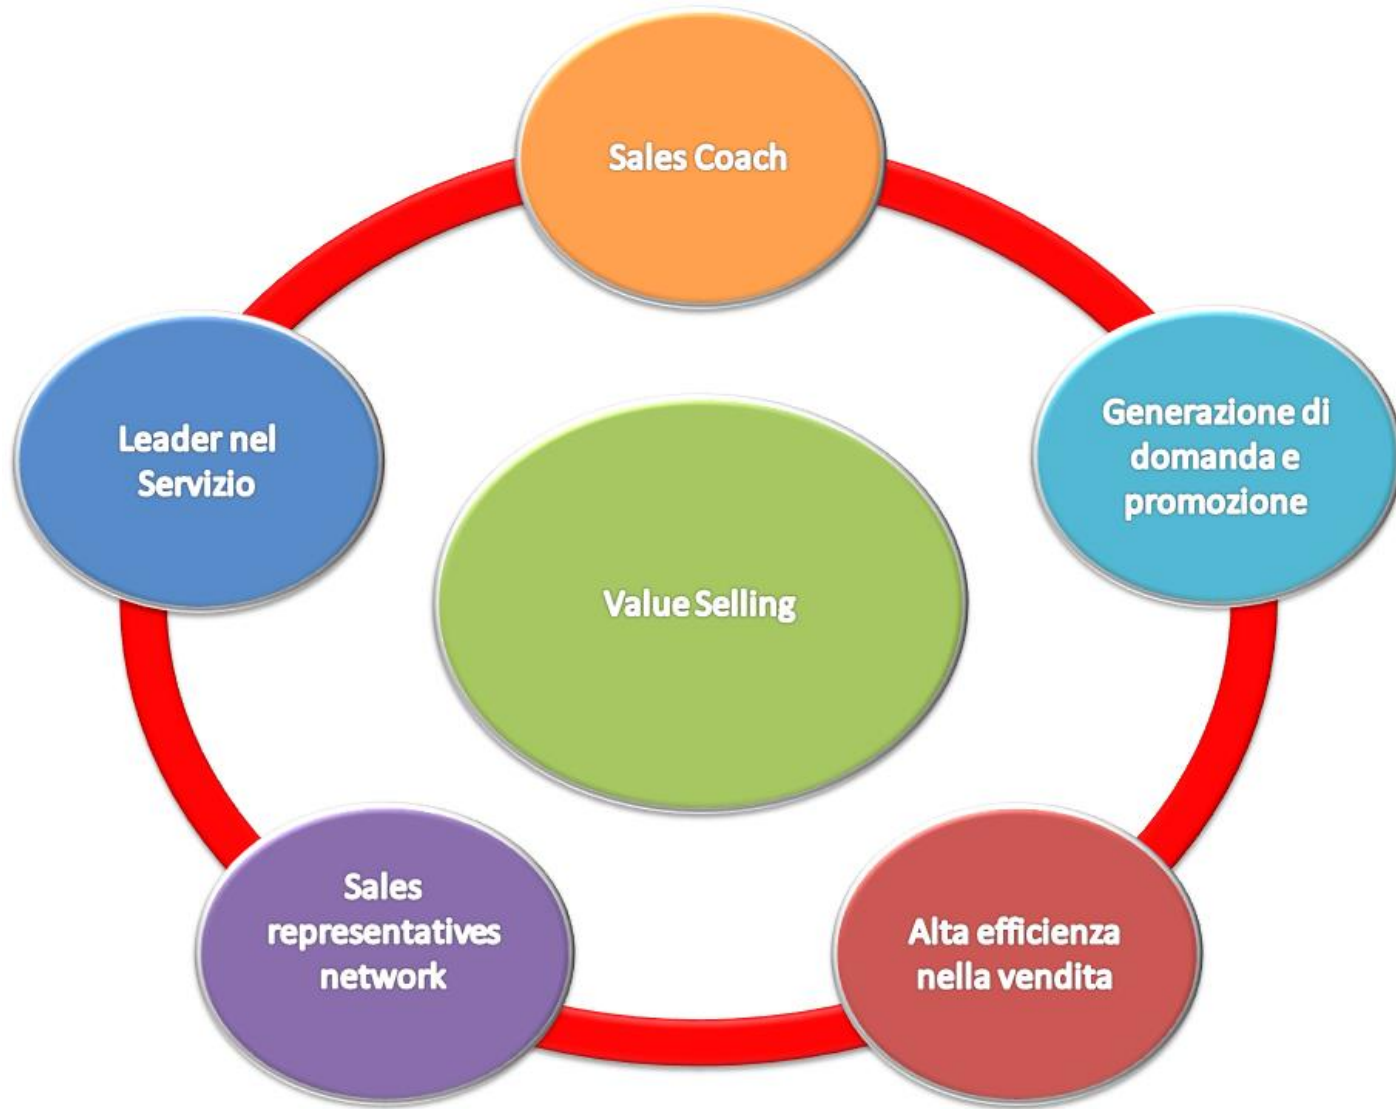 Sales Coach
Generazione di
domanda e
promozione
Leader nel
Servizio
Value Selling
Sales
representatives
network
Alta efficienza
nella vendita